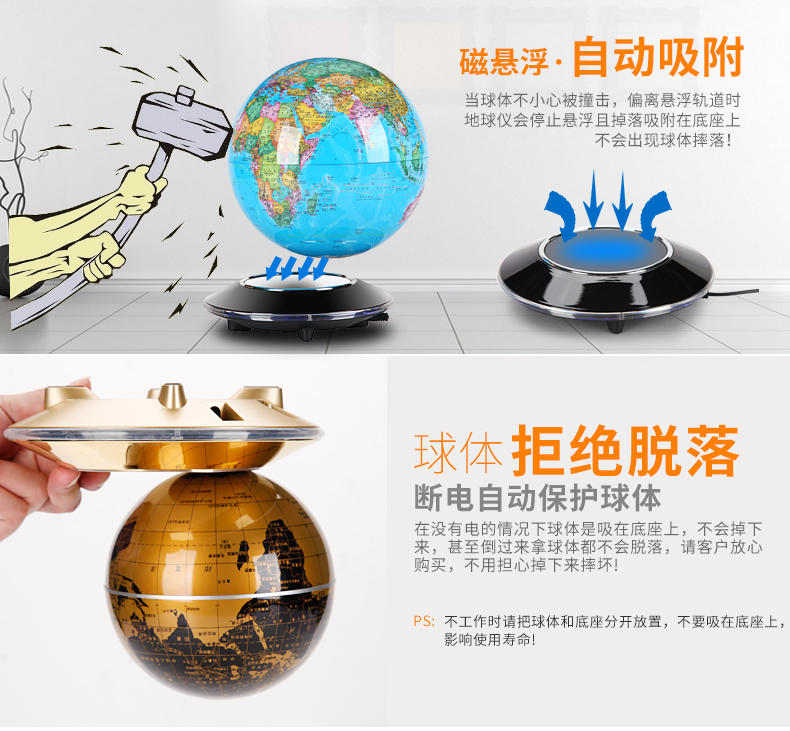 磁悬浮·自动吸附
当球体不小心被撞击，偏离悬浮轨道时
地球仪会停止悬浮且掉落吸附在底座上
不会出现球体摔落！
球体拒绝脱落
断电自动保护球体
在没有电的情况下球体是吸在底座上，不会掉下
来，甚至倒过来拿球体都不会脱落，请客户放心
购买，不用担心掉下来摔坏！
PS: 不工作时请把球体和底座分开放置，不要吸在底座上，
影响使用寿命！